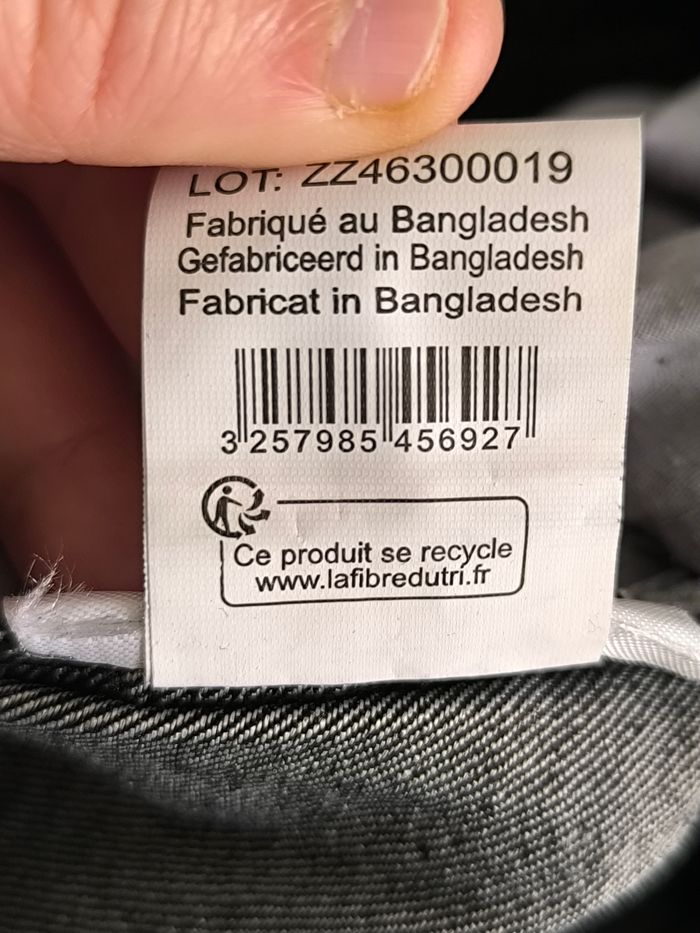 LOT: ZZ46300019
Fabriqué au Bangladesh
Gefabriceerd in Bangladesh
Fabricat in Bangladesh
3 257985 456927
Ce produit se recycle
www.lafibredutri.fr